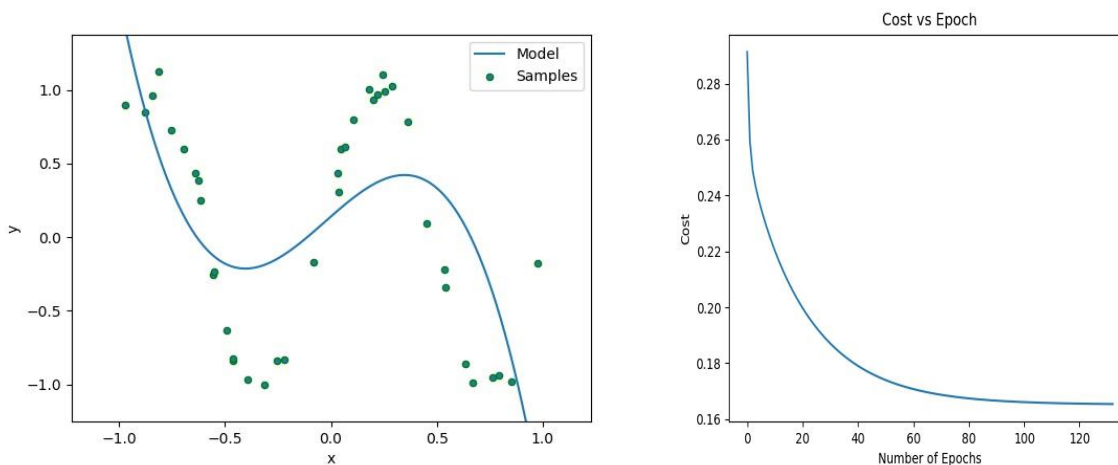 1.0
0.5
0.0
−0.5
−1.0
y
−1.0 −0.5 0.0 0.5 1.0
x
Model
Samples
Cost vs Epoch
0.28
0.26
0.24
0.22
0.20
0.18
0.16
Cost
0 20 40 60 80 100 120
Number of Epochs